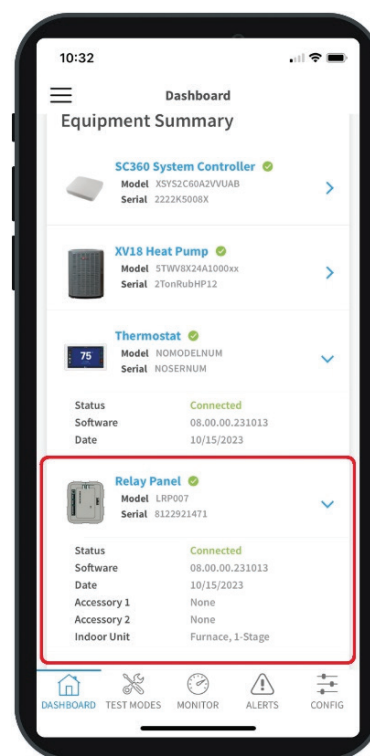 10:32
Dashboard
Equipment Summary
SC360 System Controller
Model XSYS2C60A2VVUAB
Serial 2222K5008X
XV18 Heat Pump
Model 5TWV8X24A1000xx
Serial 2TonRubHP12
75
Thermostat
Model NOMODELNUM
Serial NOSERNUM
Status Connected
Software 08.00.00.231013
Date 10/15/2023
Relay Panel
Model LRP007
Serial 8122921471
Status Connected
Software 08.00.00.231013
Date 10/15/2023
Accessory 1 None
Accessory 2 None
Indoor Unit Furnace, 1-Stage
DASHBOARD TEST MODES MONITOR ALERTS CONFIG